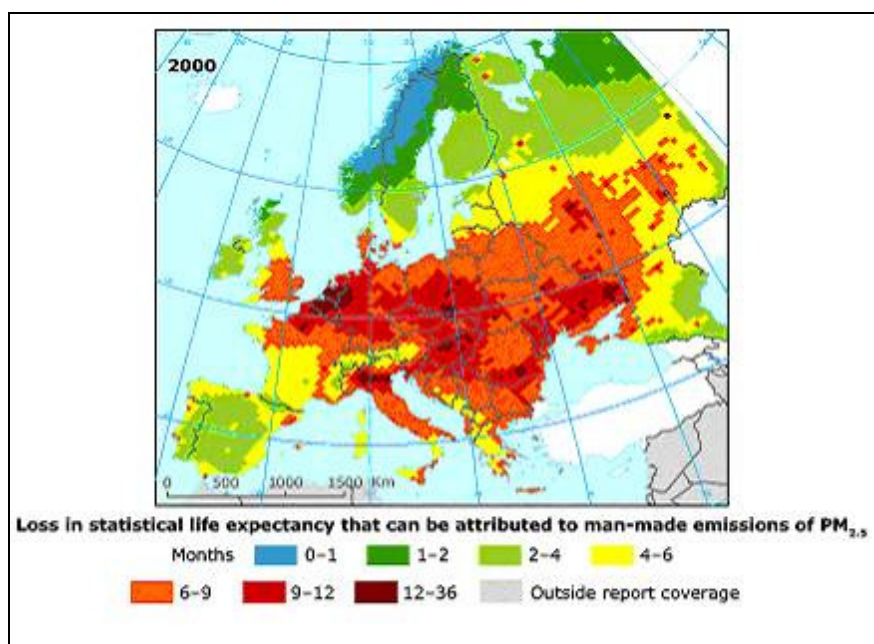 2000
0 500 1000 1500 Km
Loss in statistical life expectancy that can be attributed to man-made emissions of PM2.5
Months 0–1 1–2 2–4 4–6
6–9 9–12 12–36 Outside report coverage